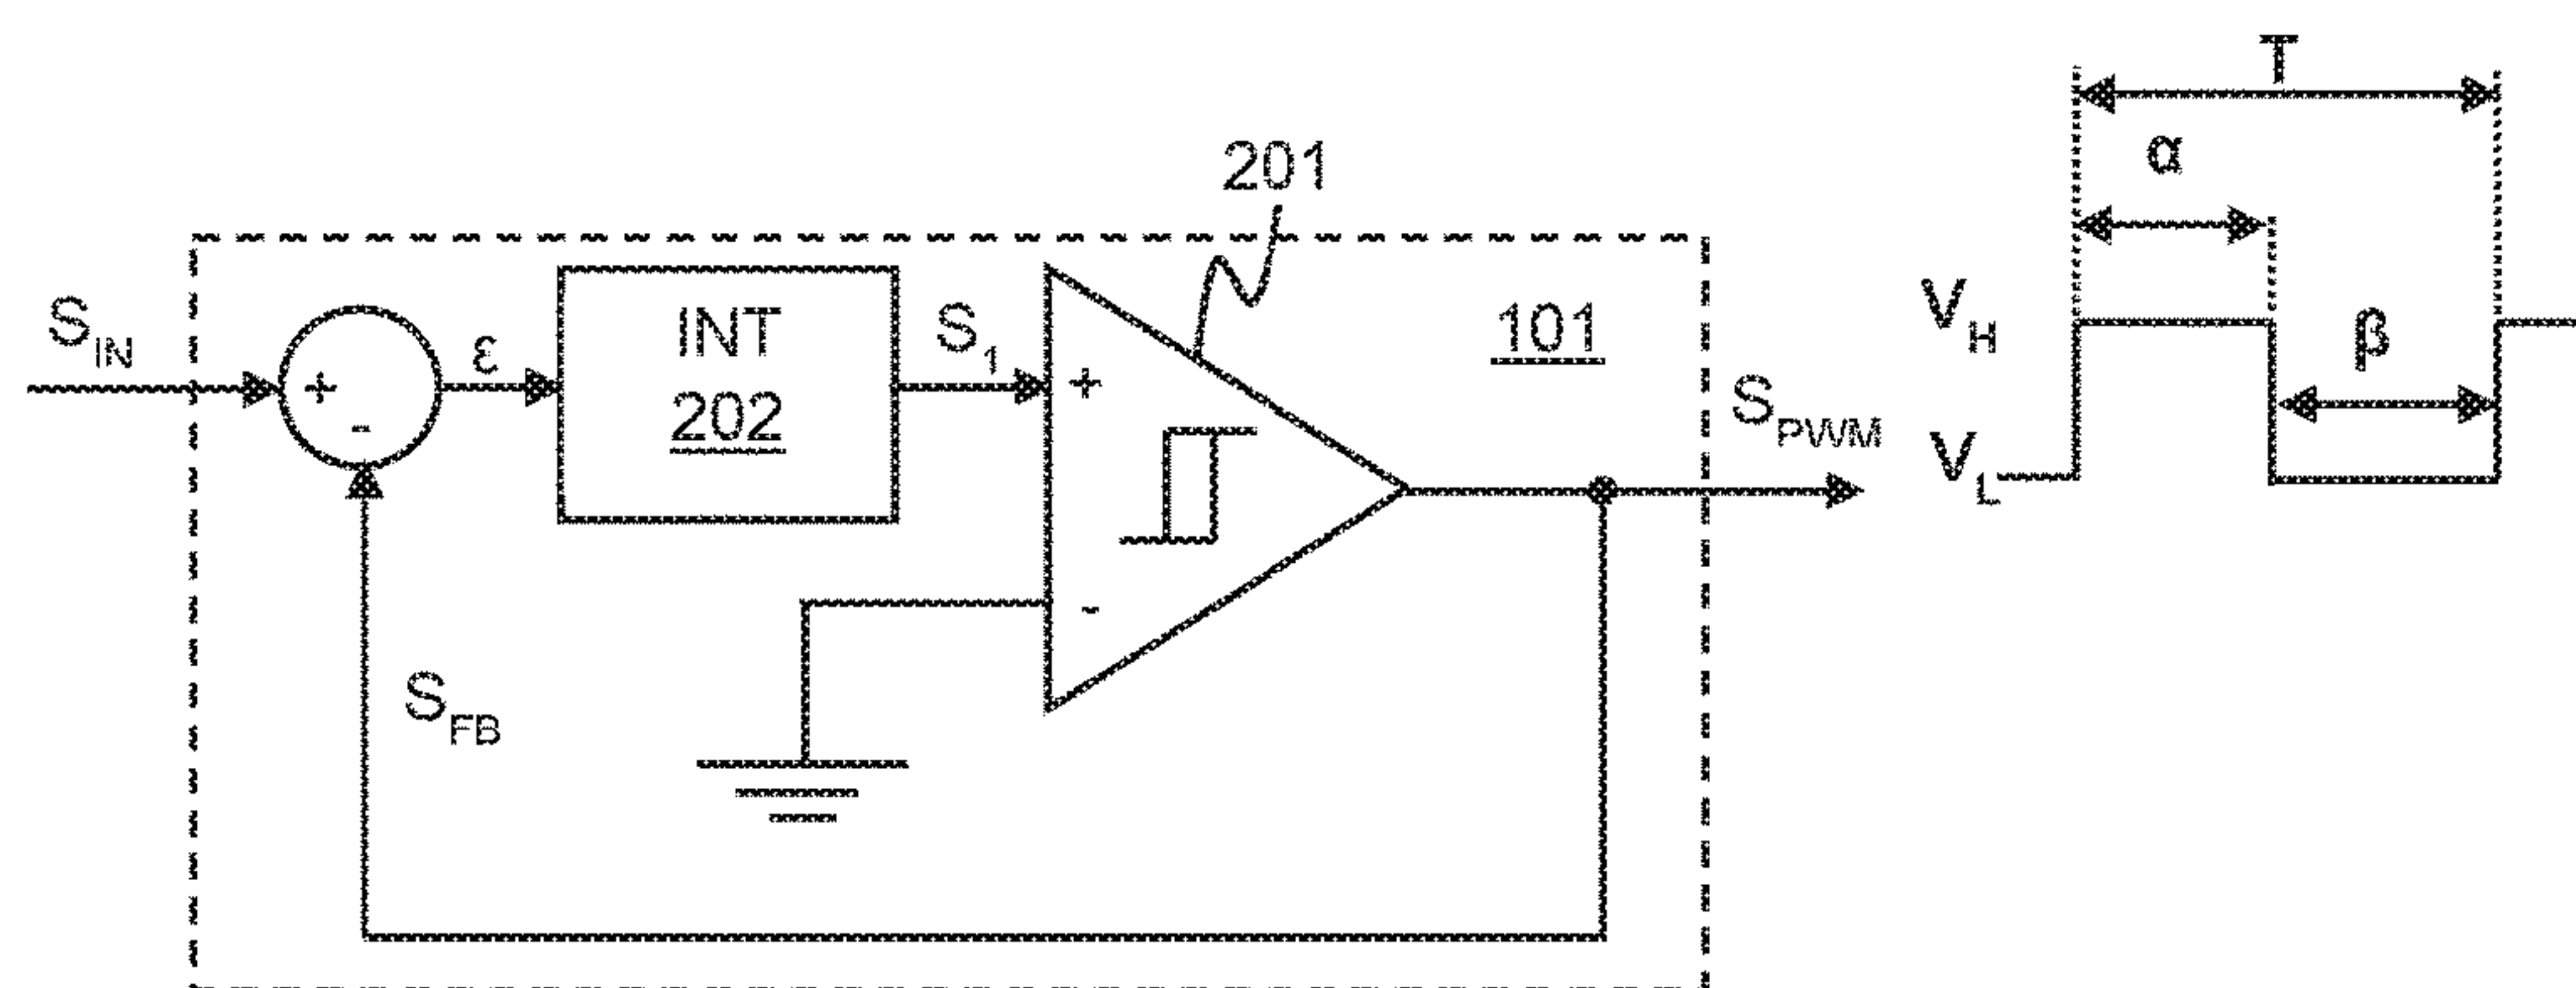 T
α
201
S_IN
+
-
ε
INT
202
S_1
+
-
101
S_PWM
V_H
V_L
β
S_FB